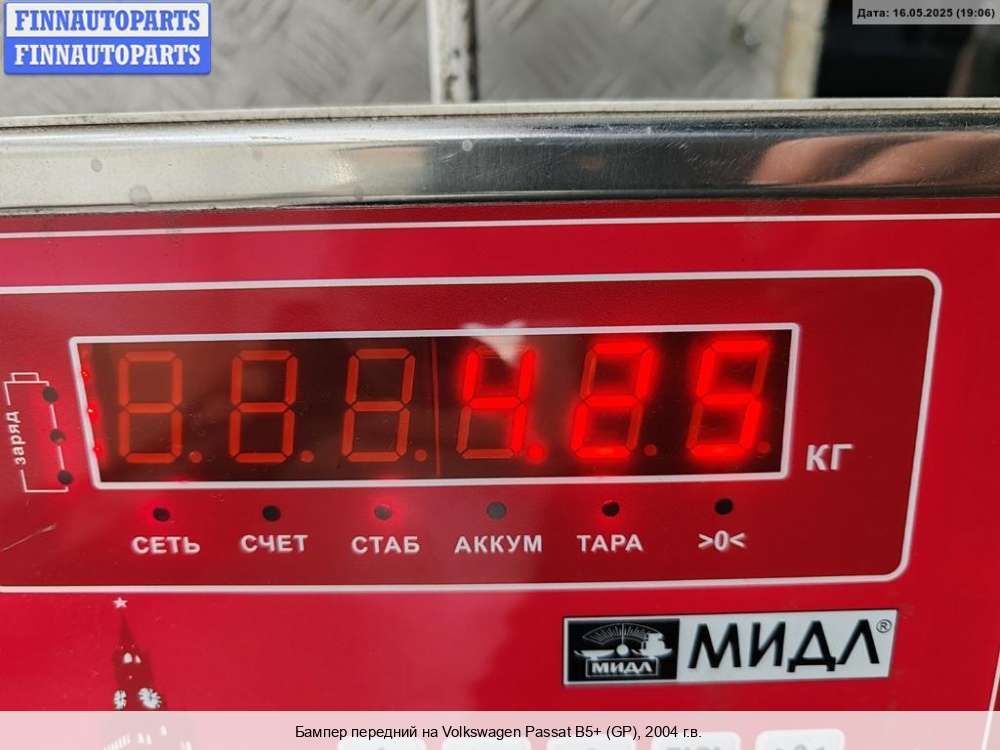 FINNAUTOPARTS
FINNAUTOPARTS
Дата: 16.05.2025 (19:06)
4.25
КГ
заряд
СЕТЬ СЧЕТ СТАБ АККУМ ТАРА >0<
МИДЛ
МИДЛ®
Бампер передний на Volkswagen Passat B5+ (GP), 2004 г.в.